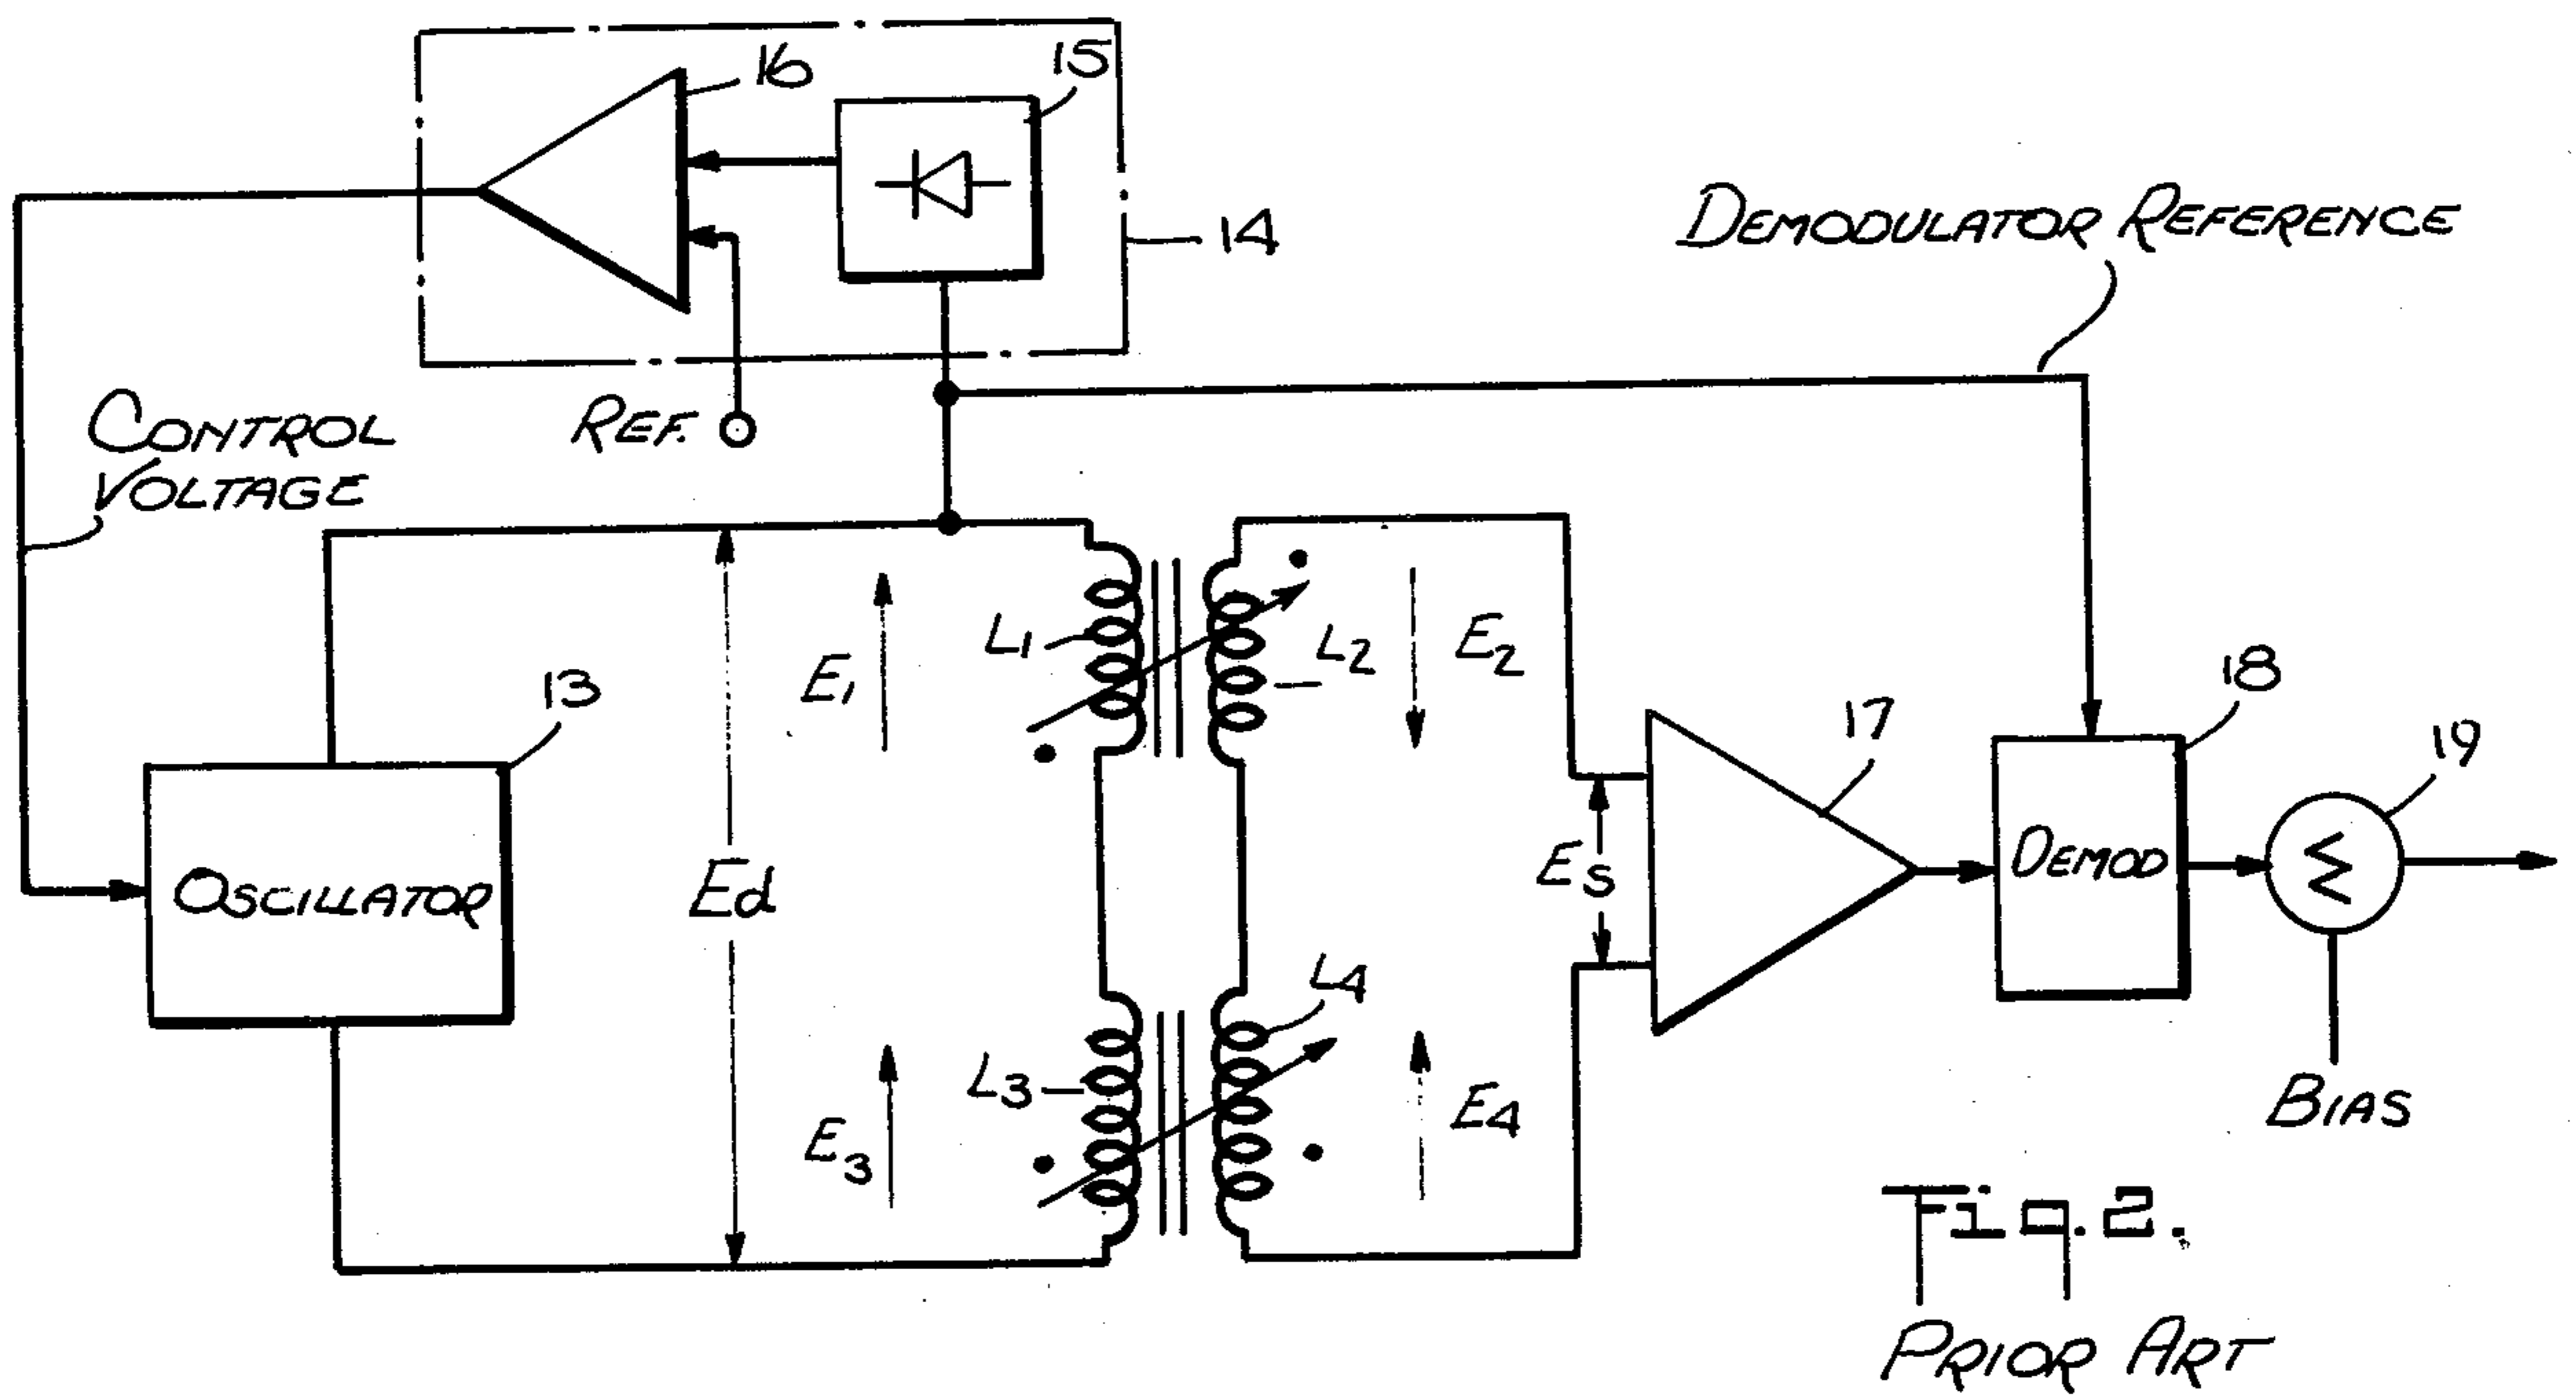 16
15
14
DEMODULATOR REFERENCE
REF.
CONTROL
VOLTAGE
13
OSCILLATOR
Ed
E1
L1
L2
E2
E3
L3
L4
E4
Es
17
18
DEMOD
19
Σ
BIAS
Fig. 2.
PRIOR ART